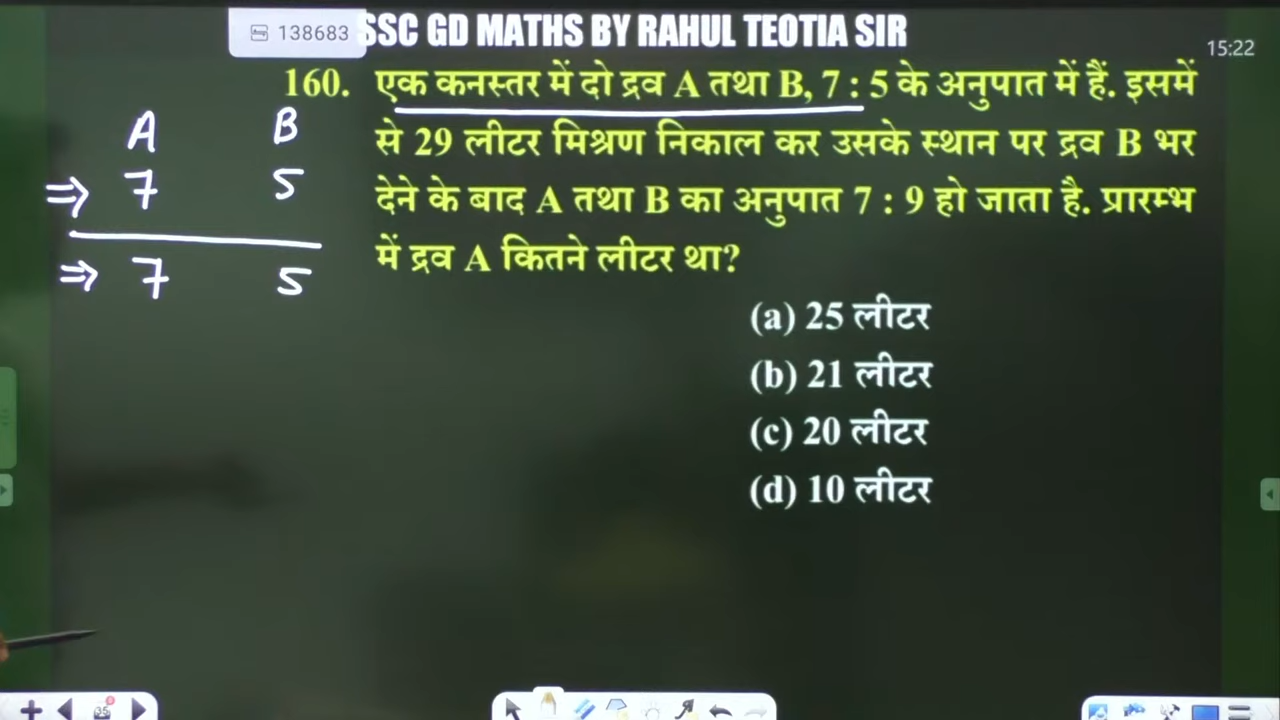 138683
SSC GD MATHS BY RAHUL TEOTIA SIR
15:22
160. एक कनस्तर में दो द्रव A तथा B, 7 : 5 के अनुपात में हैं. इसमें
से 29 लीटर मिश्रण निकाल कर उसके स्थान पर द्रव B भर
देने के बाद A तथा B का अनुपात 7 : 9 हो जाता है. प्रारम्भ
में द्रव A कितने लीटर था?
A B
⇒ 7 5
⇒ 7 5
(a) 25 लीटर
(b) 21 लीटर
(c) 20 लीटर
(d) 10 लीटर